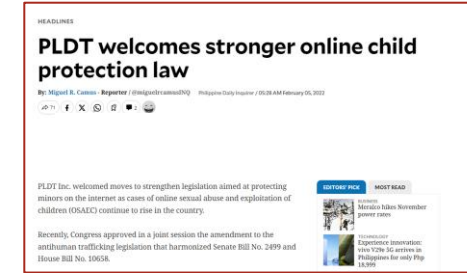 HEADLINES
PLDT welcomes stronger online child
protection law
By: Miguel R. Camus - Reporter / @miguelrcamusINQ
Philippine Daily Inquirer / 05:28 AM February 05, 2022
71
2
PLDT Inc. welcomed moves to strengthen legislation aimed at protecting
minors on the internet as cases of online sexual abuse and exploitation of
children (OSAEC) continue to rise in the country.
Recently, Congress approved in a joint session the amendment to the
antihuman trafficking legislation that harmonized Senate Bill No. 2499 and
House Bill No. 10658.
EDITORS' PICK
MOST READ
BUSINESS
Meralco hikes November
power rates
TECHNOLOGY
Experience innovation:
vivo V29e 5G arrives in
Philippines for only Php
18,999